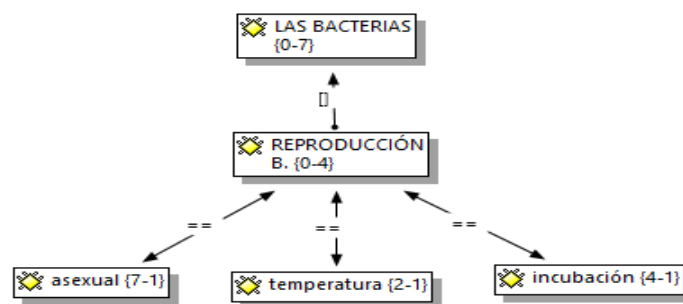 LAS BACTERIAS
{0-7}
[]
REPRODUCCIÓN
B. {0-4}
== == ==
asexual {7-1} temperatura {2-1} incubación {4-1}